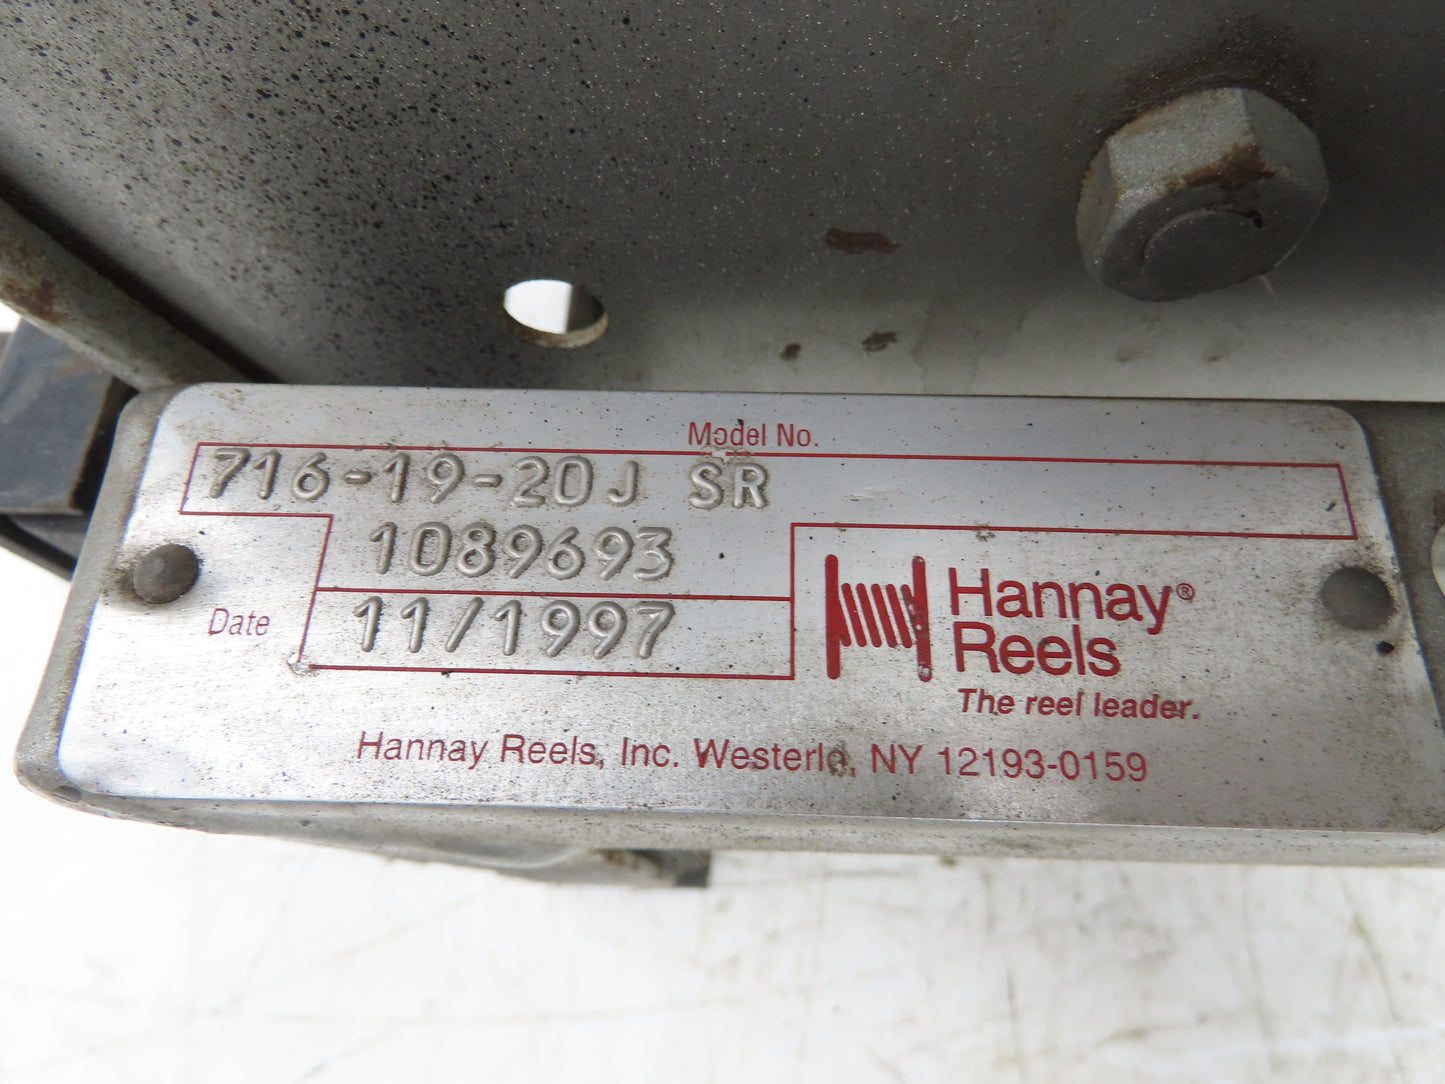 Model No.
716-19-20J SR
1089693
Date 11/1997
Hannay®
Reels
The reel leader.
Hannay Reels, Inc. Westerlo, NY 12193-0159